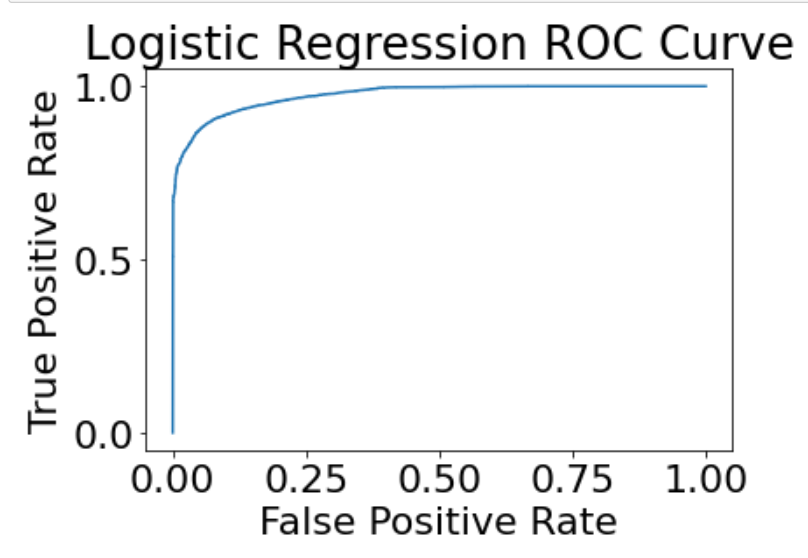 Logistic Regression ROC Curve
True Positive Rate
1.0
0.5
0.0
0.00 0.25 0.50 0.75 1.00
False Positive Rate